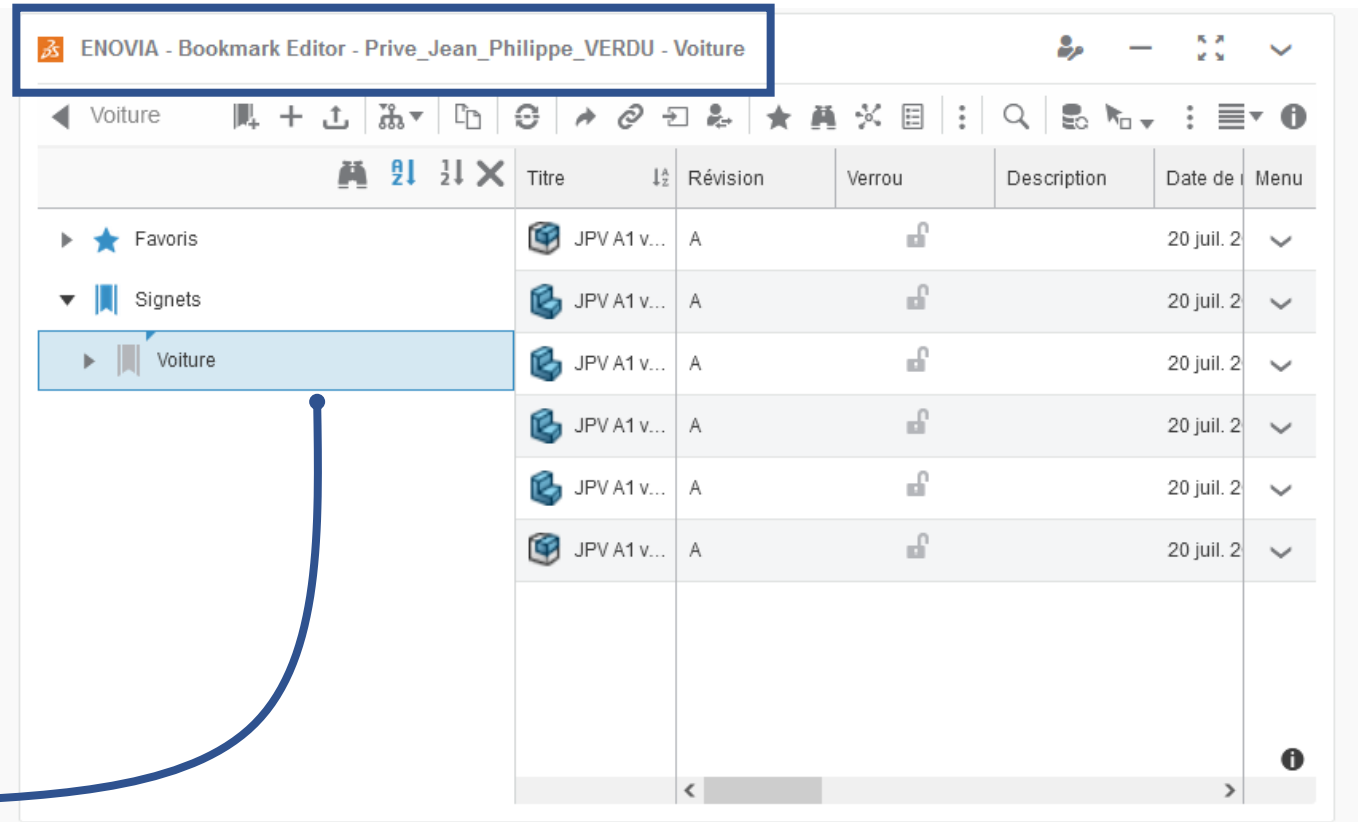 ENOVIA - Bookmark Editor - Prive_Jean_Philippe_VERDU - Voiture
Voiture
Titre Révision Verrou Description Date de Menu
Favoris
Signets
Voiture
JPV A1 v... A 20 juil. 2
JPV A1 v... A 20 juil. 2
JPV A1 v... A 20 juil. 2
JPV A1 v... A 20 juil. 2
JPV A1 v... A 20 juil. 2
JPV A1 v... A 20 juil. 2